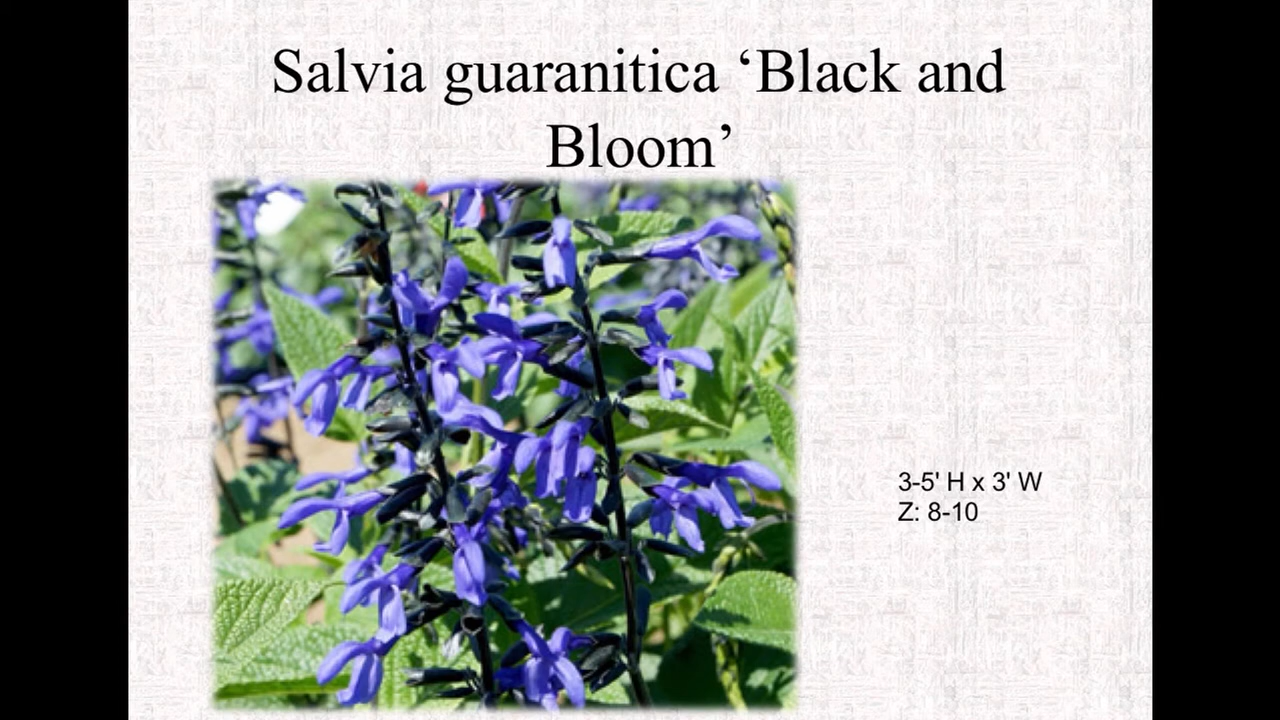 Salvia guaranitica ‘Black and
Bloom’
3-5' H x 3' W
Z: 8-10